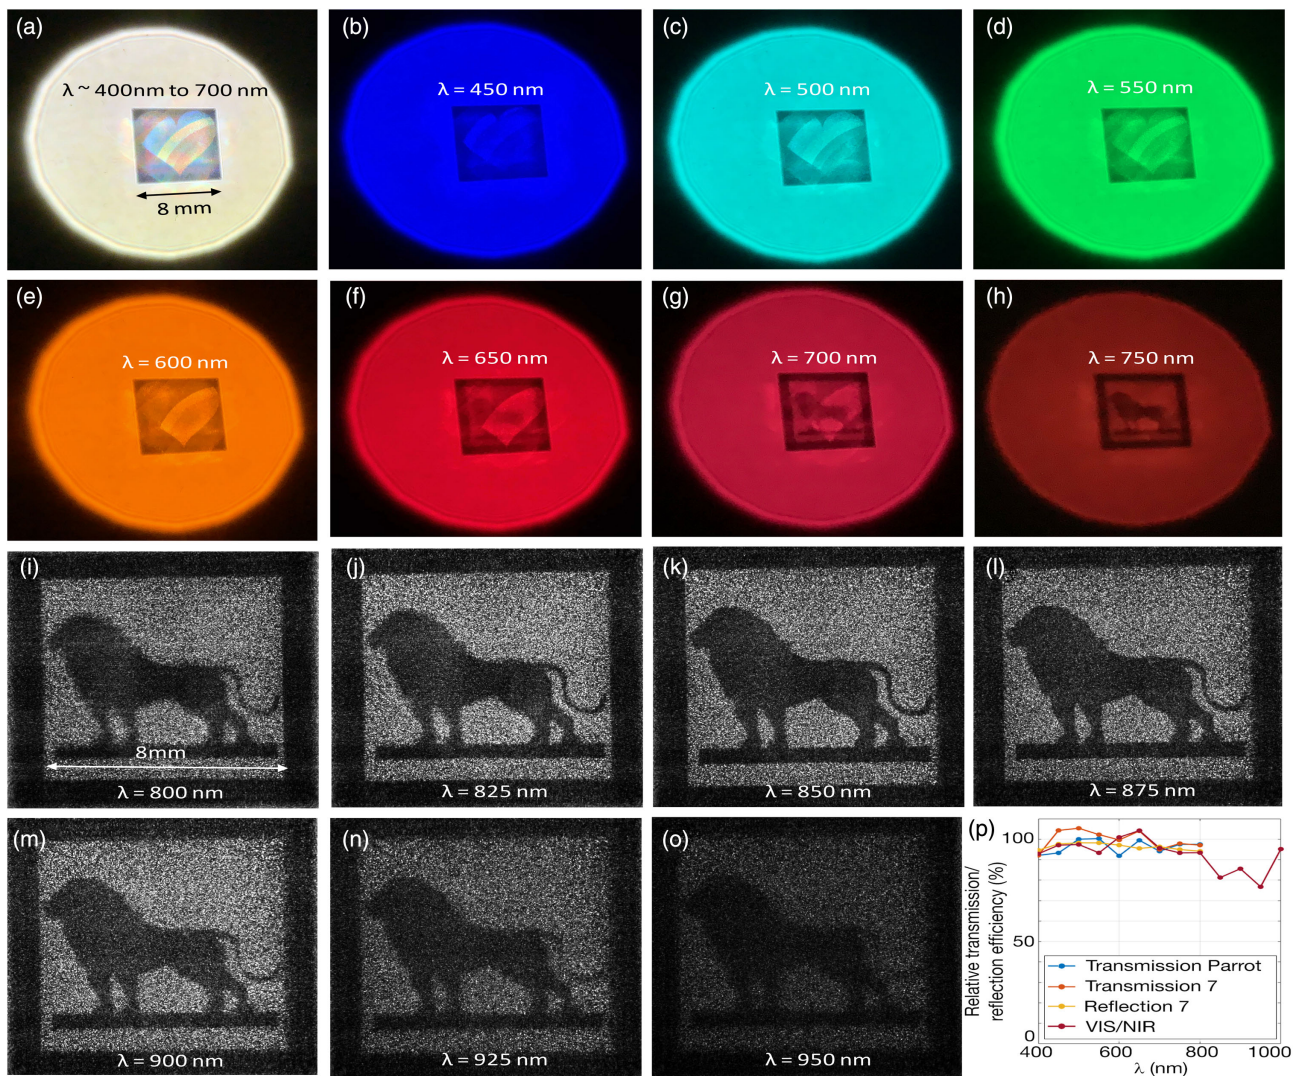 (a)
λ ~ 400nm to 700 nm
8 mm
(b)
λ = 450 nm
(c)
λ = 500 nm
(d)
λ = 550 nm
(e)
λ = 600 nm
(f)
λ = 650 nm
(g)
λ = 700 nm
(h)
λ = 750 nm
(i)
8mm
λ = 800 nm
(j)
λ = 825 nm
(k)
λ = 850 nm
(l)
λ = 875 nm
(m)
λ = 900 nm
(n)
λ = 925 nm
(o)
λ = 950 nm
(p)
Relative transmission/
reflection efficiency (%)
100
50
0
Transmission Parrot
Transmission 7
Reflection 7
VIS/NIR
400
600
800
1000
λ (nm)